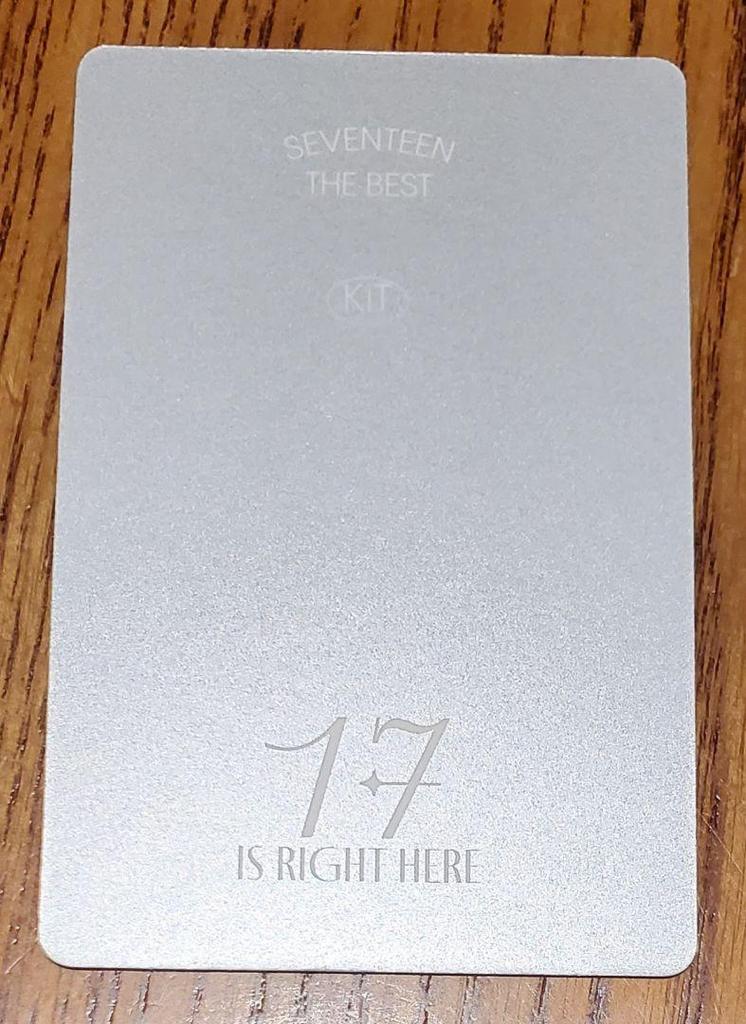 SEVENTEEN
THE BEST
KiT
17
IS RIGHT HERE